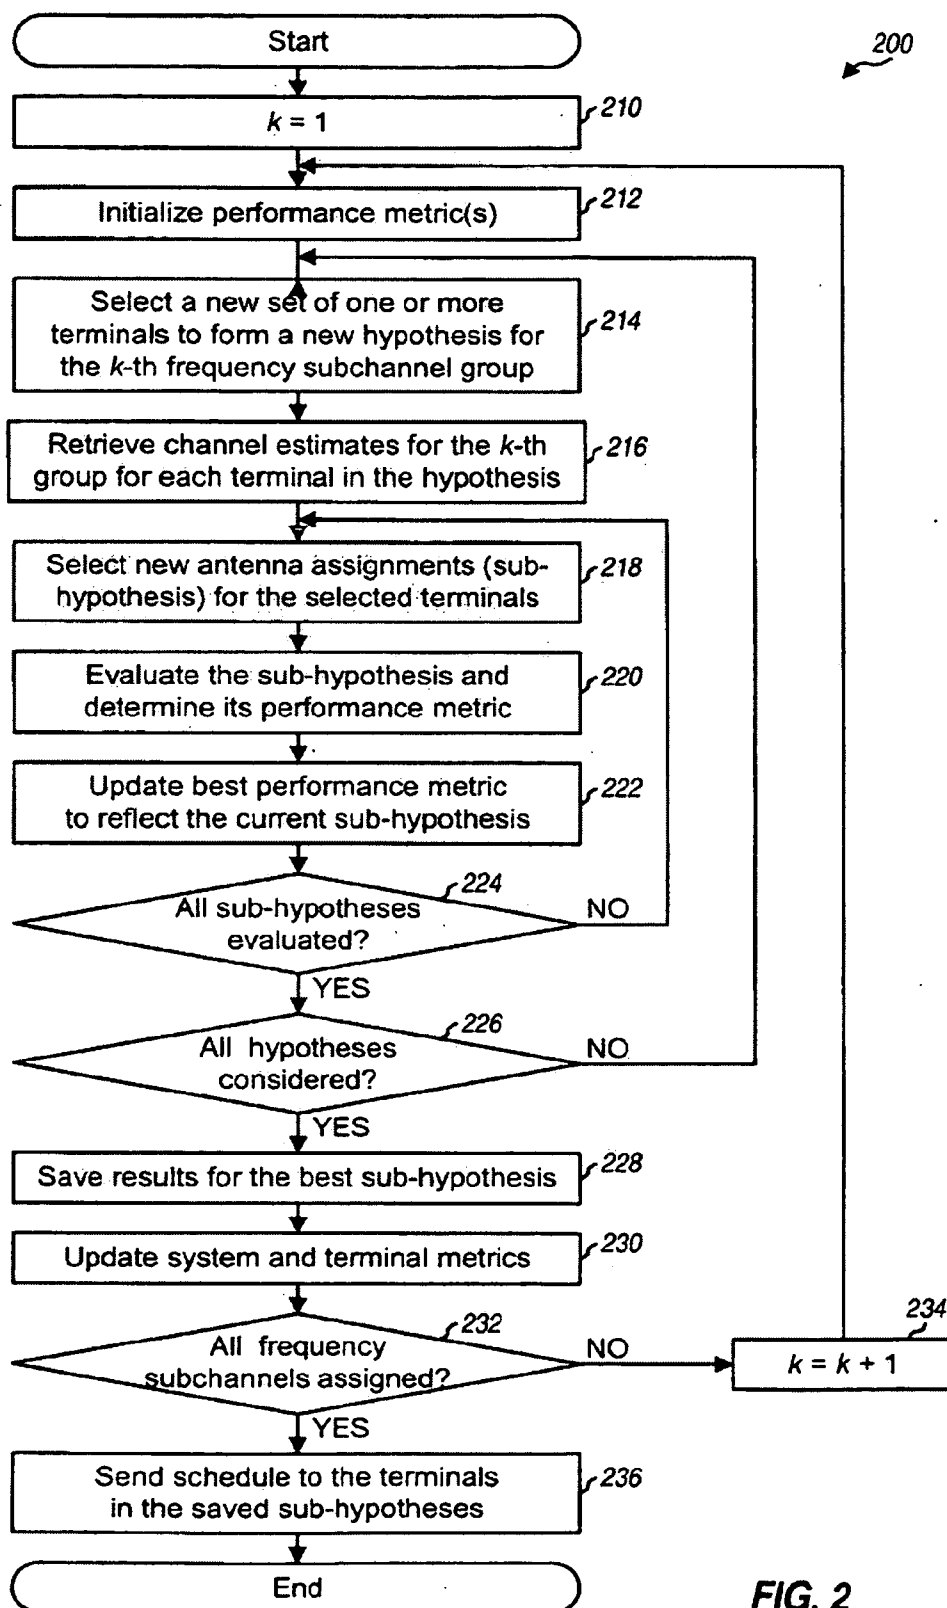 Start
200
k = 1
210
Initialize performance metric(s)
212
Select a new set of one or more
terminals to form a new hypothesis for
the k-th frequency subchannel group
214
Retrieve channel estimates for the k-th
group for each terminal in the hypothesis
216
Select new antenna assignments (sub-
hypothesis) for the selected terminals
218
Evaluate the sub-hypothesis and
determine its performance metric
220
Update best performance metric
to reflect the current sub-hypothesis
222
224
All sub-hypotheses
evaluated?
NO
YES
226
All hypotheses
considered?
NO
YES
Save results for the best sub-hypothesis
228
Update system and terminal metrics
230
232
All frequency
subchannels assigned?
NO
234
k = k + 1
YES
Send schedule to the terminals
in the saved sub-hypotheses
236
End
FIG. 2